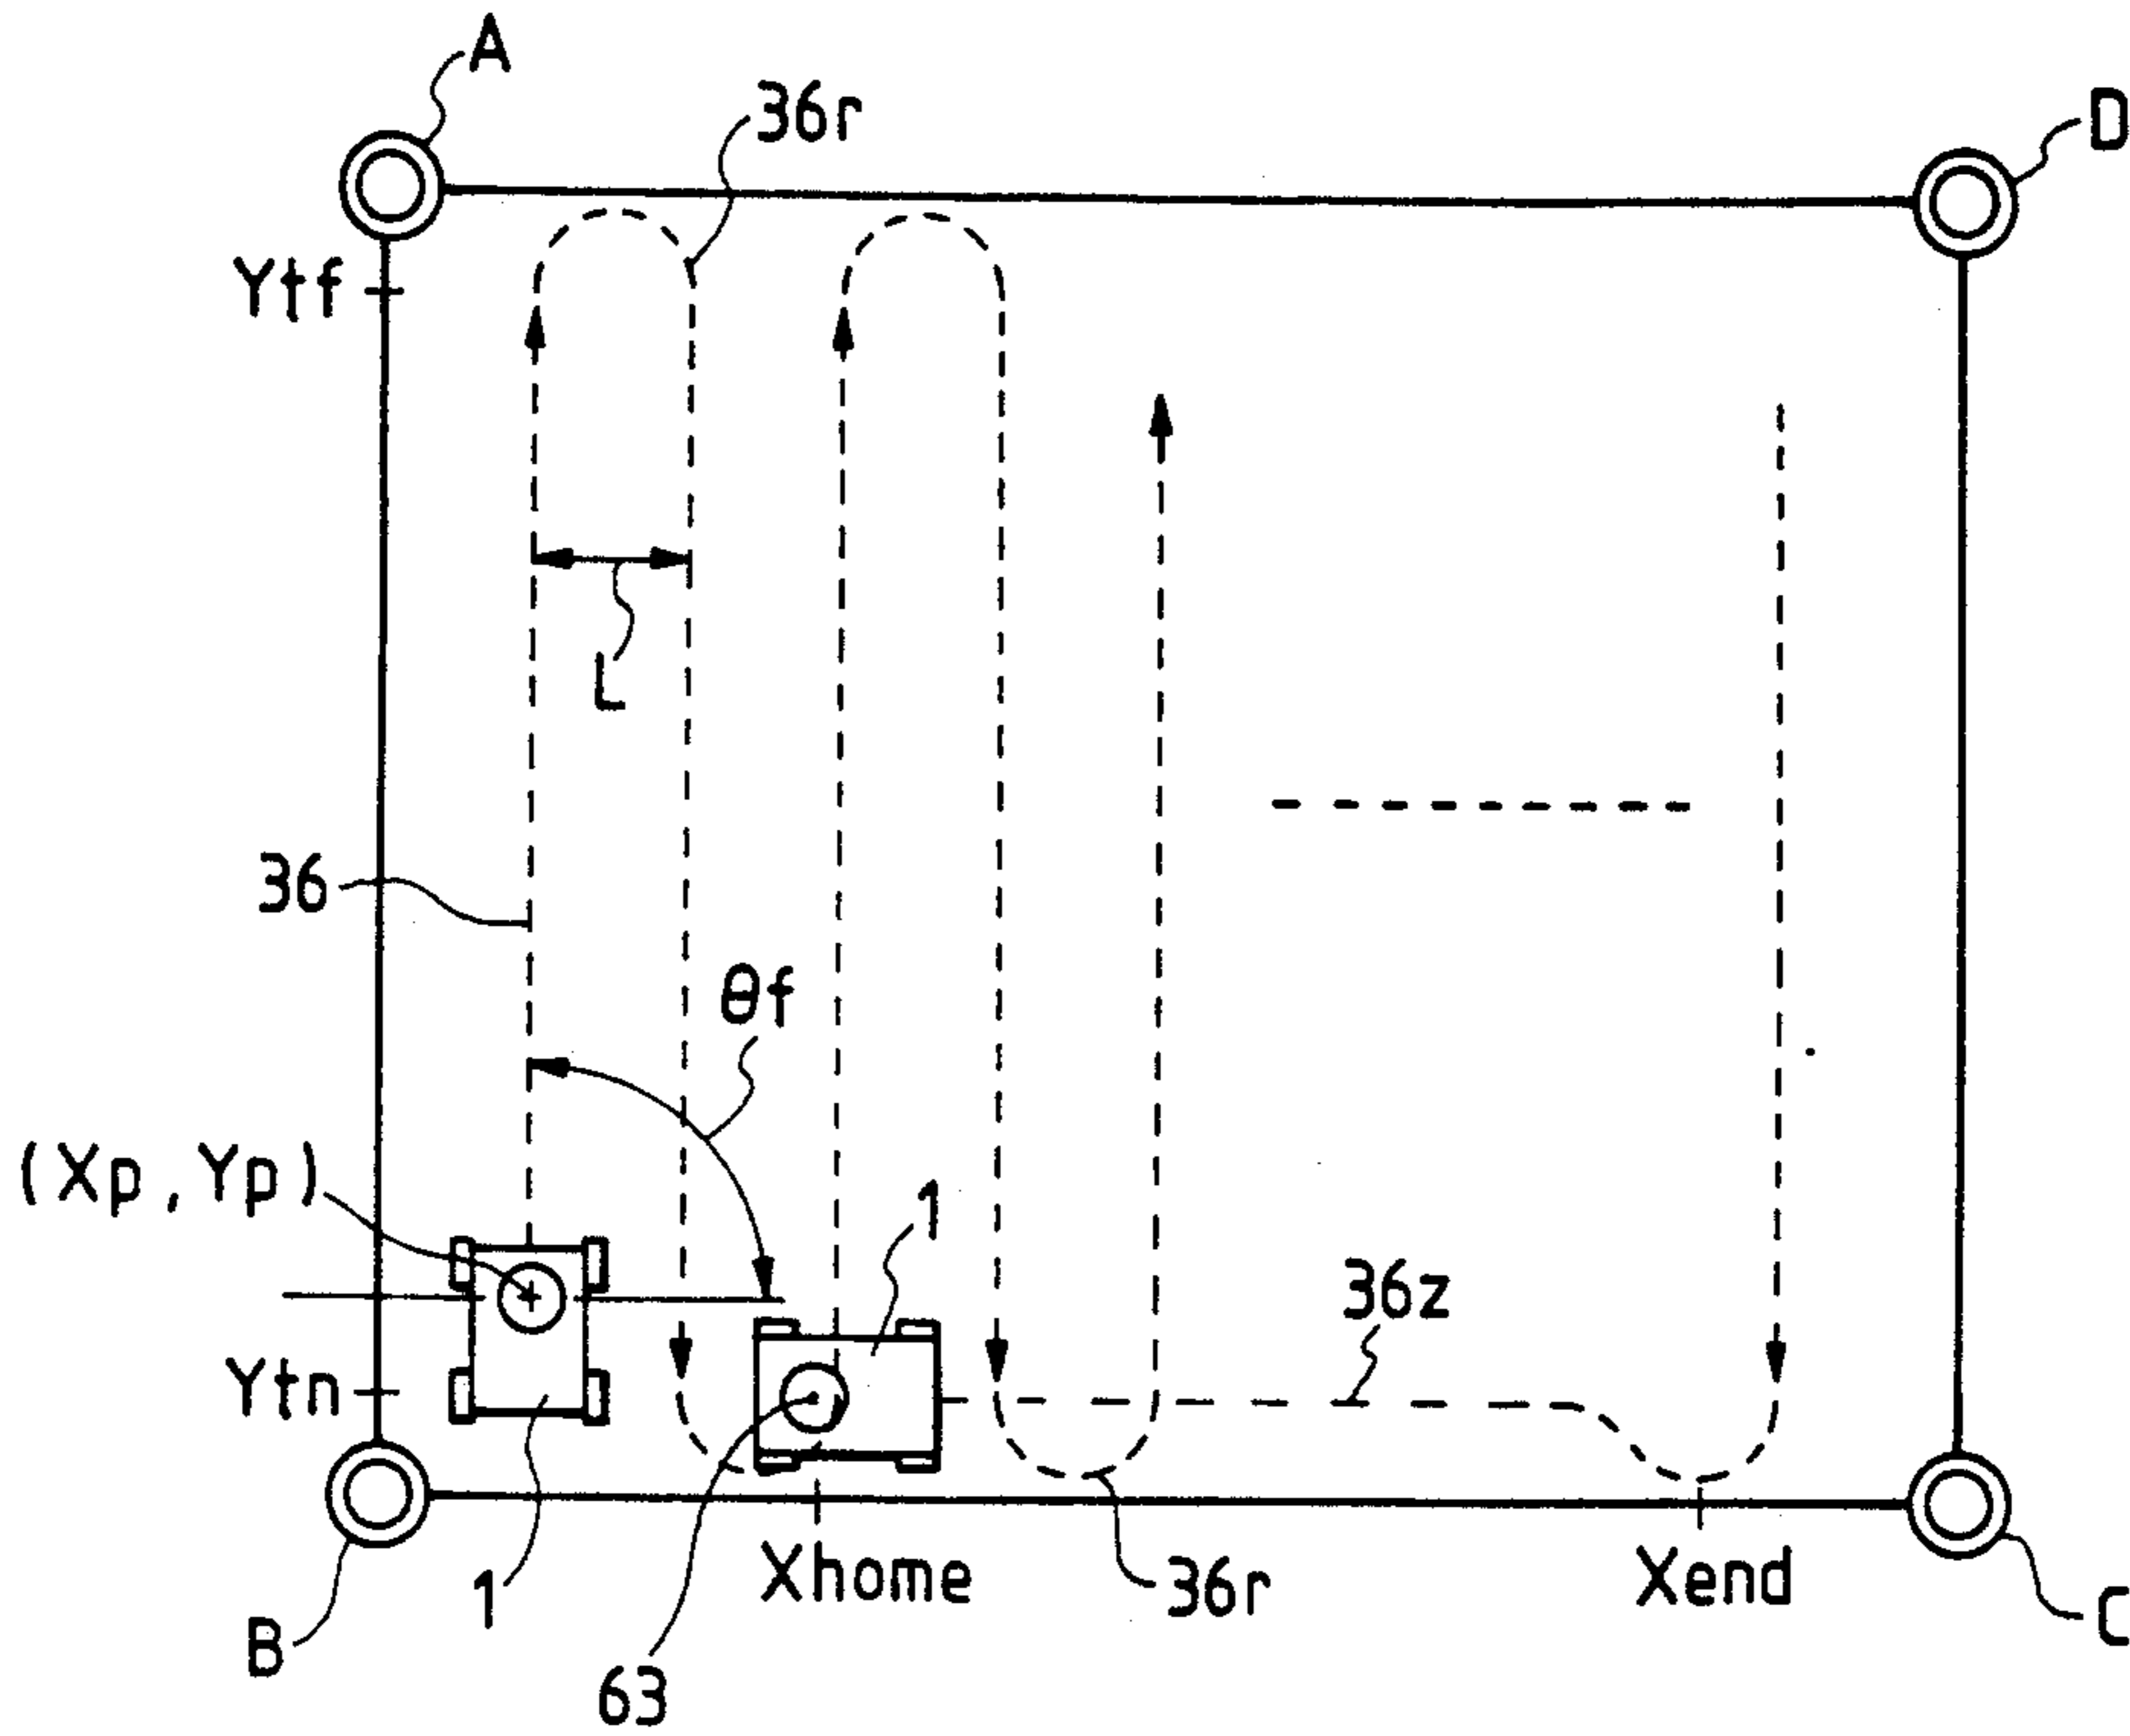 A
36r
D
Ytf
L
36
θf
(Xp,Yp)
1
36z
Ytn
Xhome
Xend
1
36r
B
63
C